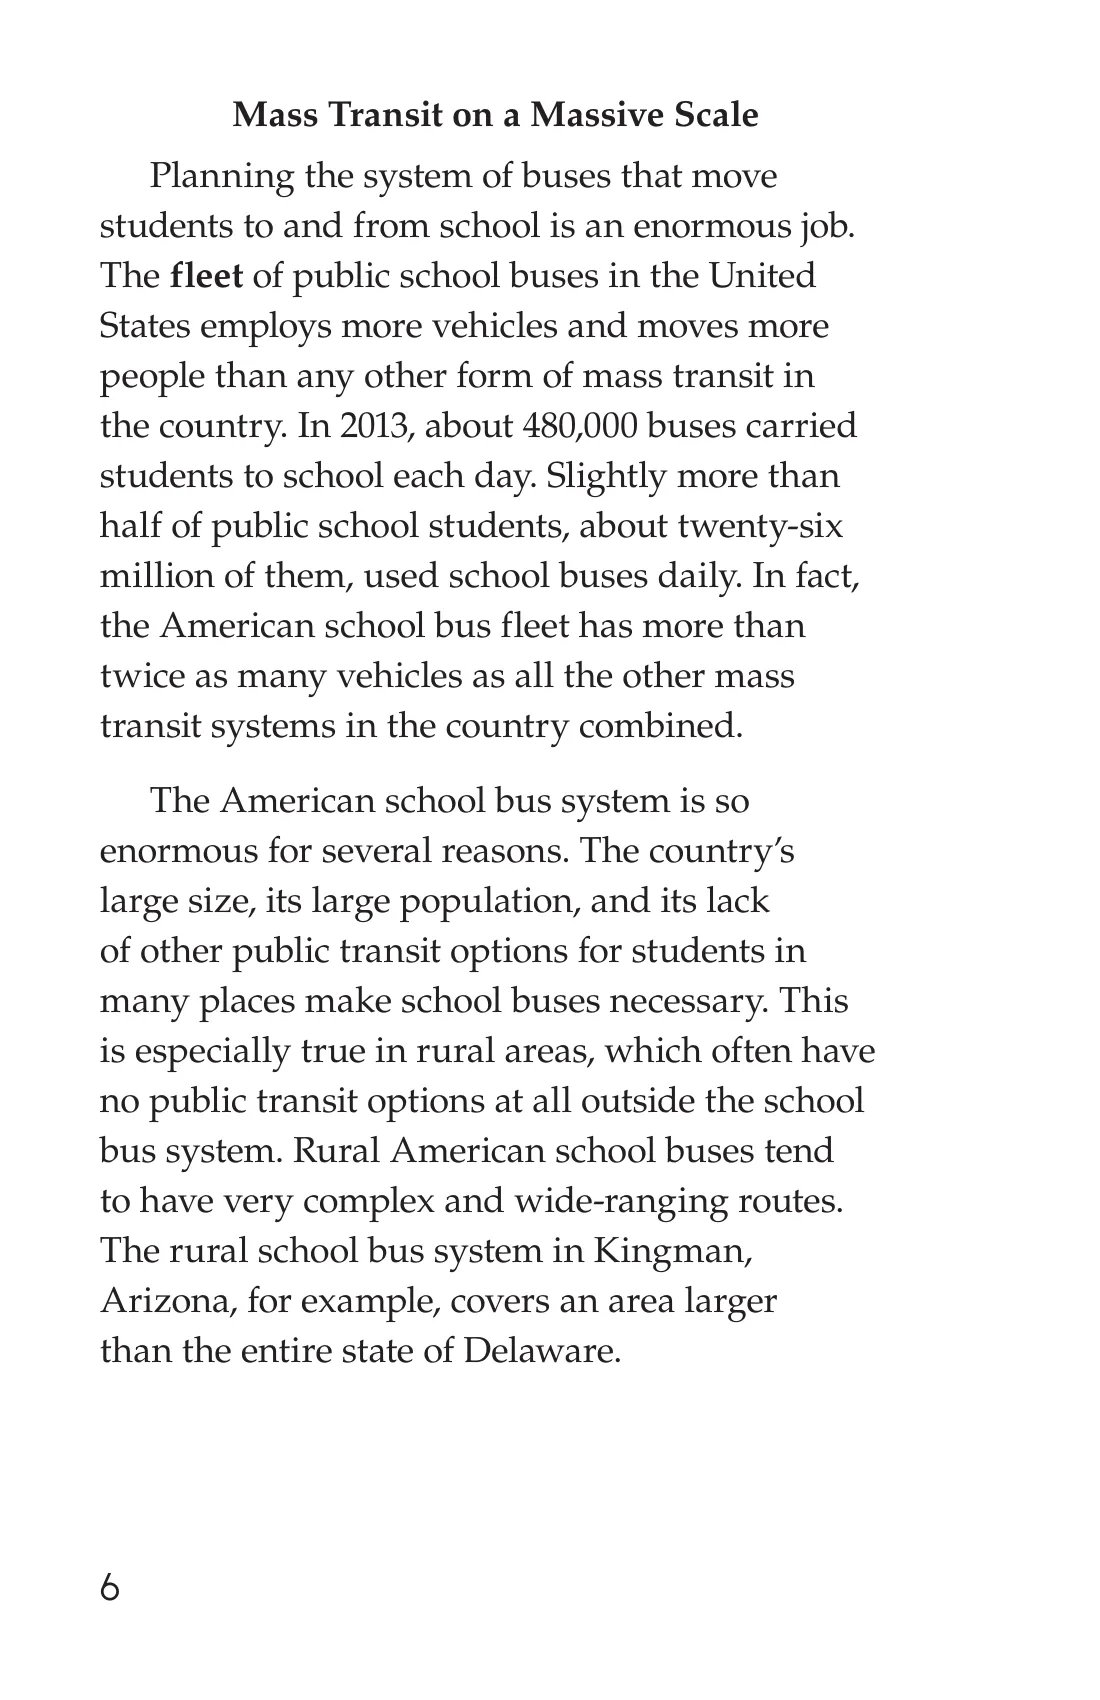 Mass Transit on a Massive Scale
Planning the system of buses that move
students to and from school is an enormous job.
The fleet of public school buses in the United
States employs more vehicles and moves more
people than any other form of mass transit in
the country. In 2013, about 480,000 buses carried
students to school each day. Slightly more than
half of public school students, about twenty-six
million of them, used school buses daily. In fact,
the American school bus fleet has more than
twice as many vehicles as all the other mass
transit systems in the country combined.
The American school bus system is so
enormous for several reasons. The country’s
large size, its large population, and its lack
of other public transit options for students in
many places make school buses necessary. This
is especially true in rural areas, which often have
no public transit options at all outside the school
bus system. Rural American school buses tend
to have very complex and wide-ranging routes.
The rural school bus system in Kingman,
Arizona, for example, covers an area larger
than the entire state of Delaware.
6